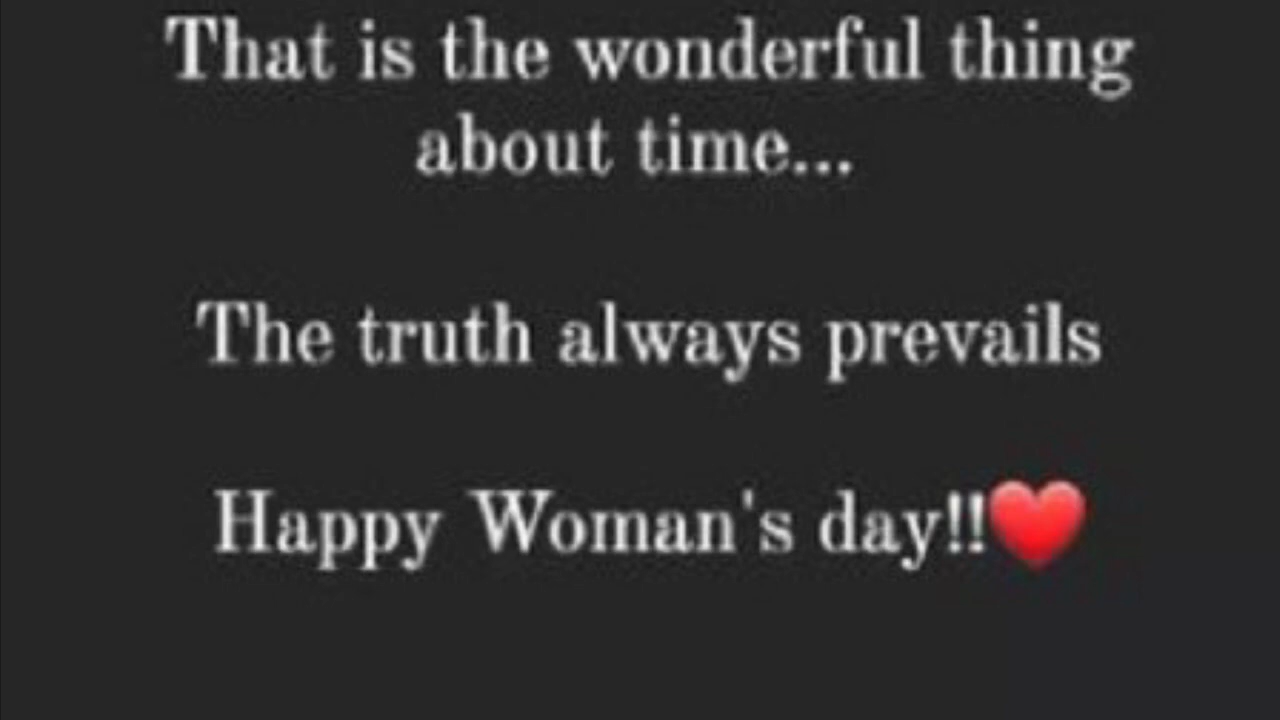 That is the wonderful thing
about time...
The truth always prevails
Happy Woman's day!!❤️